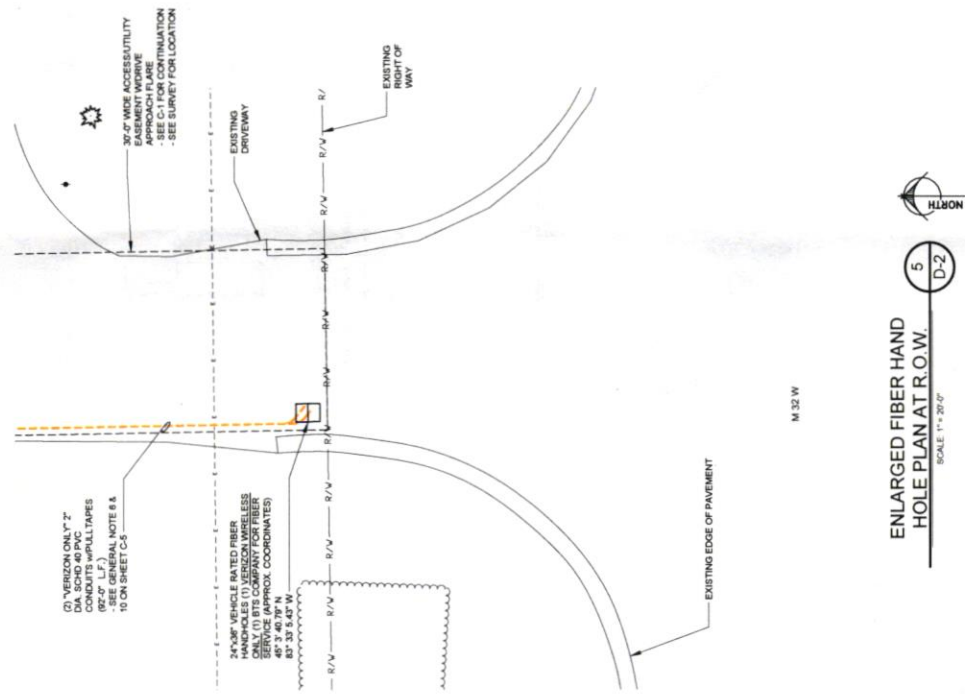 30'-0" WIDE ACCESS/UTILITY
EASEMENT W/DRIVE
APPROACH FLARE
- SEE C-1 FOR CONTINUATION
- SEE SURVEY FOR LOCATION
EXISTING
DRIVEWAY
EXISTING
RIGHT OF
WAY
(2) "VERIZON ONLY" 2"
DIA. SCHD 40 PVC
CONDUITS w/PULLTAPES
(92'-0" L.F.)
- SEE GENERAL NOTE 8 &
10 ON SHEET C-5
24"x36" VEHICLE RATED FIBER
HANDHOLES (1) VERIZON WIRELESS
ONLY (1) BTS COMPANY FOR FIBER
SERVICE (APPROX. COORDINATES)
45° 3' 40.79" N
83° 33' 5.43" W
R/
R/W
R/W
R/W
R/W
R/W
R/W
R/W
R/W
R/W
M 32 W
EXISTING EDGE OF PAVEMENT
ENLARGED FIBER HAND
HOLE PLAN AT R.O.W.
SCALE: 1" = 20'-0"
5
D-2
NORTH